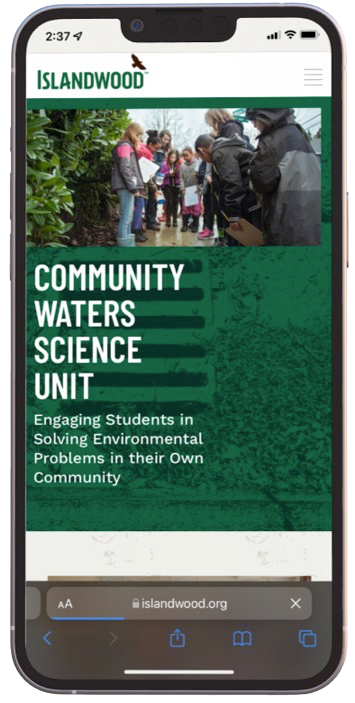 2:37
ISLANDWOOD
COMMUNITY
WATERS
SCIENCE
UNIT
Engaging Students in
Solving Environmental
Problems in their Own
Community
AA
islandwood.org